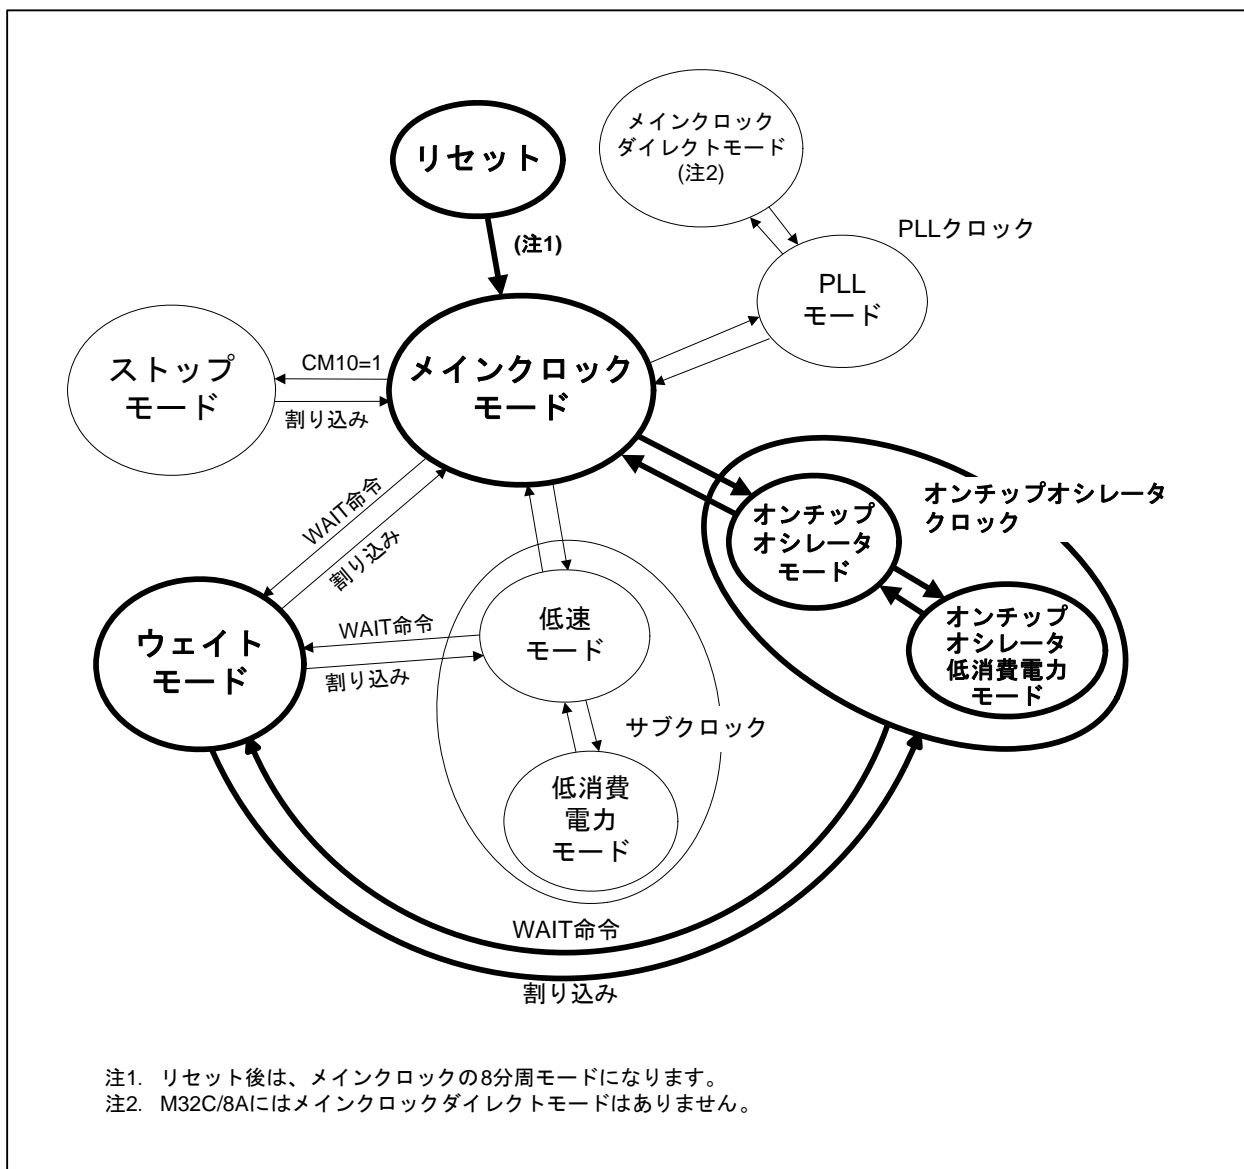 リセット
メインクロック
ダイレクトモード
(注2)
(注1)
PLLクロック
PLL
モード
ストップ
モード
CM10=1
割り込み
メインクロック
モード
オンチップオシレータ
クロック
オンチップ
オシレータ
モード
オンチップ
オシレータ
低消費電力
モード
WAIT命令
割り込み
ウェイト
モード
WAIT命令
割り込み
低速
モード
サブクロック
低消費
電力
モード
WAIT命令
割り込み
注1. リセット後は、メインクロックの8分周モードになります。
注2. M32C/8Aにはメインクロックダイレクトモードはありません。